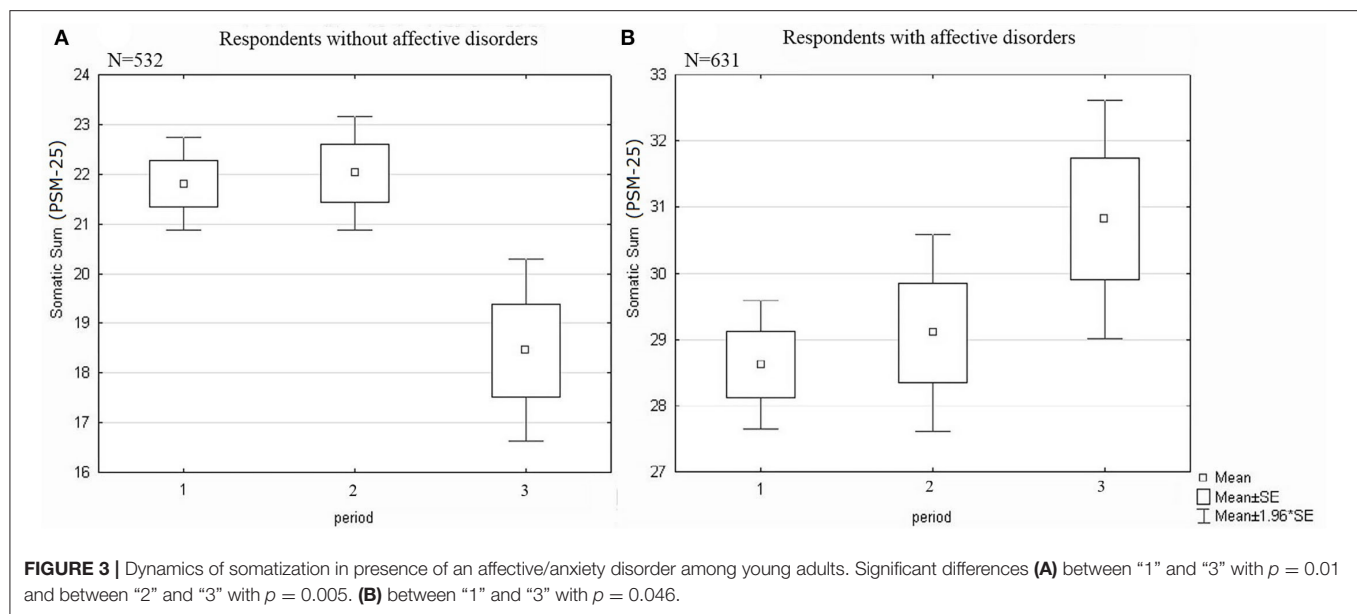 A
Respondents without affective disorders
N=532
Somatic Sum (PSM-25)
24
23
22
21
20
19
18
17
16
1
2
3
period
B
Respondents with affective disorders
N=631
Somatic Sum (PSM-25)
33
32
31
30
29
28
27
1
2
3
period
Mean
Mean±SE
Mean±1.96*SE
FIGURE 3 | Dynamics of somatization in presence of an affective/anxiety disorder among young adults. Significant differences (A) between “1” and “3” with p = 0.01
and between “2” and “3” with p = 0.005. (B) between “1” and “3” with p = 0.046.